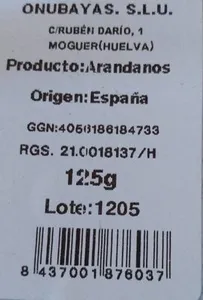 ONUBAYAS. S.L.U.
C/RUBÉN DARÍO, 1
MOGUER(HUELVA)
Producto:Arandanos
Origen:España
GGN:4056186184733
RGS. 21.0018137/H
125g
Lote:1205
8 437001 876037